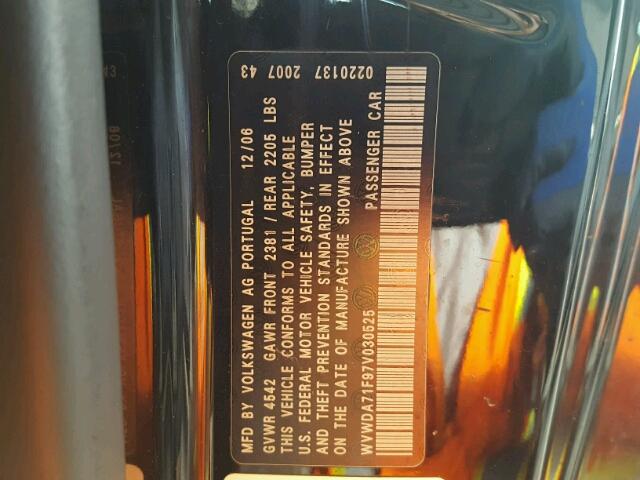 MFD BY VOLKSWAGEN AG PORTUGAL 12/06 2007 43 0220137
GVWR 4542 GAWR FRONT 2381 / REAR 2205 LBS
THIS VEHICLE CONFORMS TO ALL APPLICABLE
U.S. FEDERAL MOTOR VEHICLE SAFETY, BUMPER
AND THEFT PREVENTION STANDARDS IN EFFECT
ON THE DATE OF MANUFACTURE SHOWN ABOVE
WVWDA71F97V030525 PASSENGER CAR